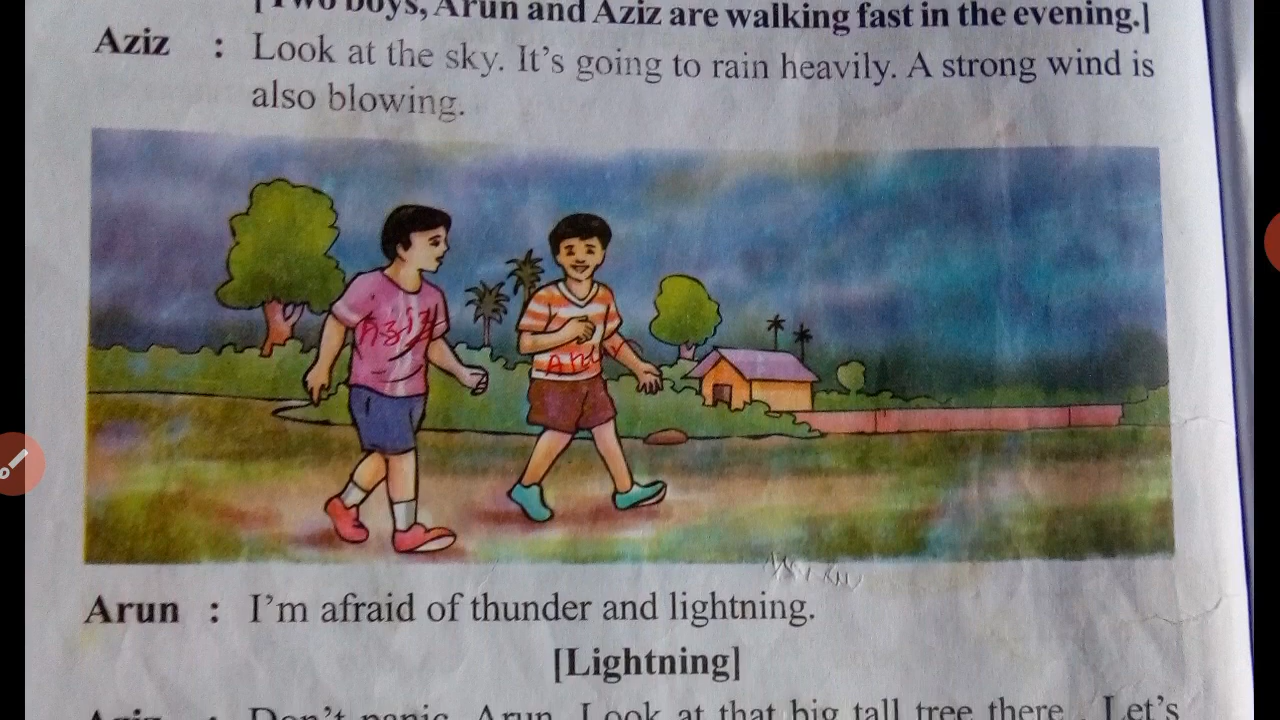 [Two boys, Arun and Aziz are walking fast in the evening.]
Aziz : Look at the sky. It's going to rain heavily. A strong wind is
also blowing.
Aziz
Arun : I'm afraid of thunder and lightning.
[Lightning]
Aziz : Don't panic, Arun. Look at that big tall tree there. Let's